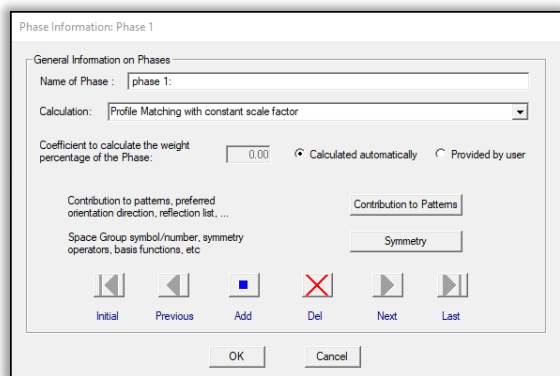 Phase Information: Phase 1
General Information on Phases
Name of Phase : phase 1:
Calculation: Profile Matching with constant scale factor
Coefficient to calculate the weight
percentage of the Phase: 0.00 Calculated automatically Provided by user
Contribution to patterns, preferred
orientation direction, reflection list, ...
Contribution to Patterns
Space Group symbol/number, symmetry
operators, basis functions, etc
Symmetry
Initial Previous Add Del Next Last
OK Cancel